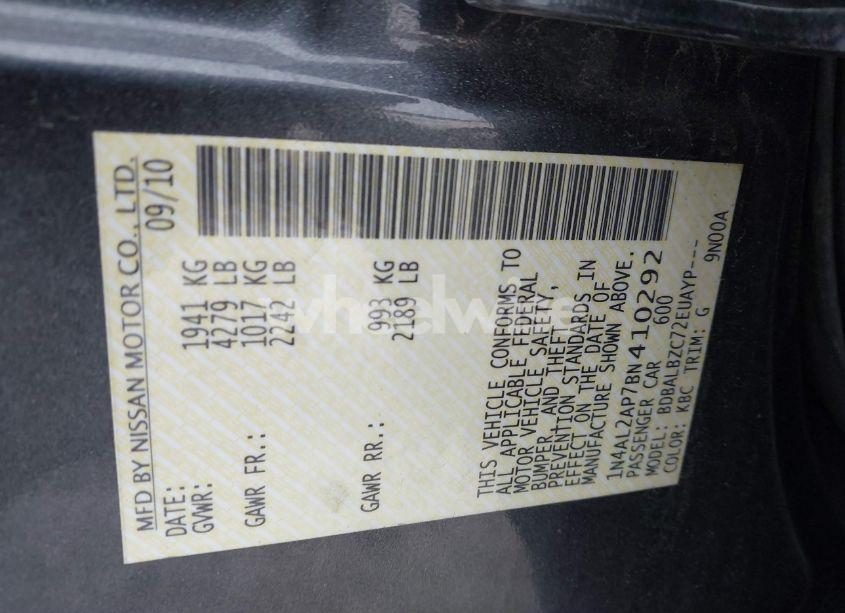 MFD BY NISSAN MOTOR CO., LTD.
DATE: 09/10
GVWR: 1941 KG
4279 LB
GAWR FR.: 1017 KG
2242 LB
GAWR RR.: 993 KG
2189 LB
THIS VEHICLE CONFORMS TO
ALL APPLICABLE FEDERAL
MOTOR VEHICLE SAFETY,
BUMPER, AND THEFT
PREVENTION STANDARDS IN
EFFECT ON THE DATE OF
MANUFACTURE SHOWN ABOVE.
1N4AL2AP7BN410292
PASSENGER CAR 600
MODEL: BDBALBZC72EUAYP---
COLOR: KBC TRIM: G 9N00A